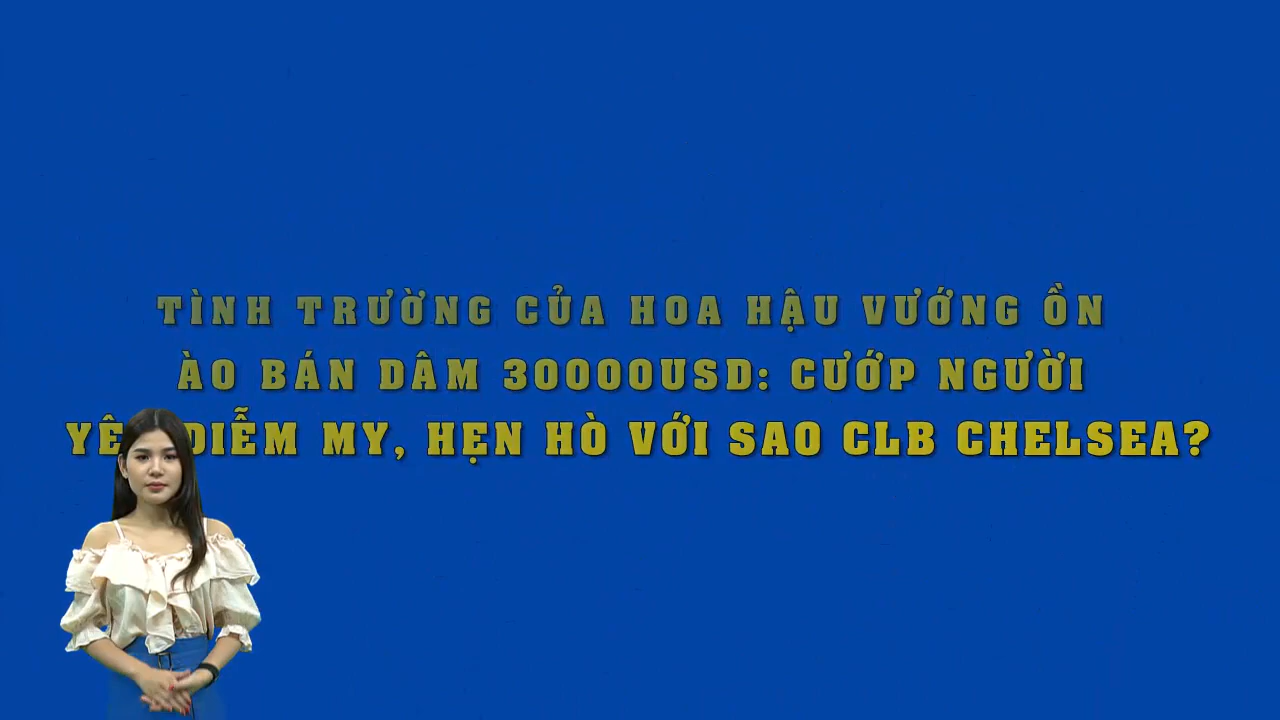 TÌNH TRƯỜNG CỦA HOA HẬU VƯỚNG ỒN
ÀO BÁN DÂM 30000USD: CƯỚP NGƯỜI
DIỄM MY, HẸN HÒ VỚI SAO CLB CHELSEA?